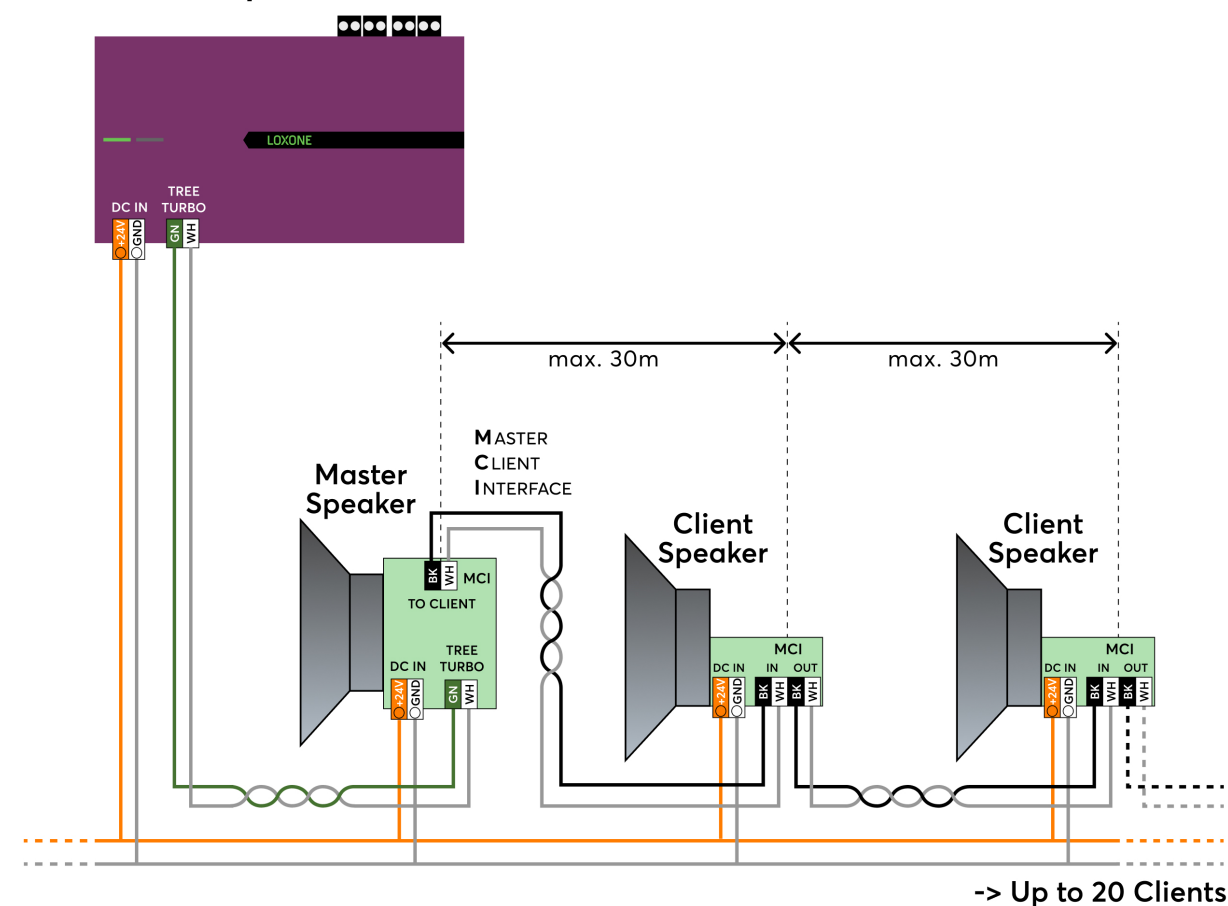 LOXONE
TREE
DC IN TURBO
+24V GND GN WH
max. 30m max. 30m
MASTER
CLIENT
INTERFACE
Master
Speaker
Client
Speaker
Client
Speaker
BK WH MCI
TO CLIENT
TREE
DC IN TURBO
+24V GND GN WH
MCI
DC IN IN OUT
+24V GND BK WH BK WH
MCI
DC IN IN OUT
+24V GND BK WH BK WH
-> Up to 20 Clients